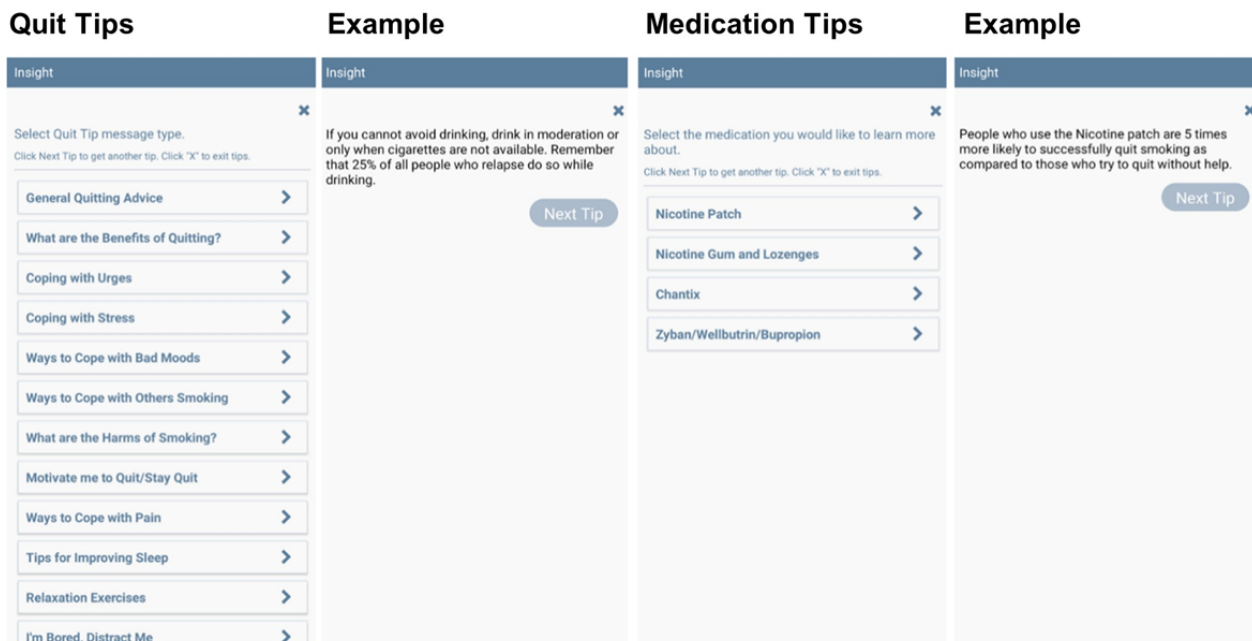 Quit Tips
Example
Medication Tips
Example
Insight
Select Quit Tip message type.
Click Next Tip to get another tip. Click "X" to exit tips.
General Quitting Advice
What are the Benefits of Quitting?
Coping with Urges
Coping with Stress
Ways to Cope with Bad Moods
Ways to Cope with Others Smoking
What are the Harms of Smoking?
Motivate me to Quit/Stay Quit
Ways to Cope with Pain
Tips for Improving Sleep
Relaxation Exercises
I'm Bored, Distract Me
Insight
If you cannot avoid drinking, drink in moderation or
only when cigarettes are not available. Remember
that 25% of all people who relapse do so while
drinking.
Next Tip
Insight
Select the medication you would like to learn more
about.
Click Next Tip to get another tip. Click "X" to exit tips.
Nicotine Patch
Nicotine Gum and Lozenges
Chantix
Zyban/Wellbutrin/Bupropion
Insight
People who use the Nicotine patch are 5 times
more likely to successfully quit smoking as
compared to those who try to quit without help.
Next Tip